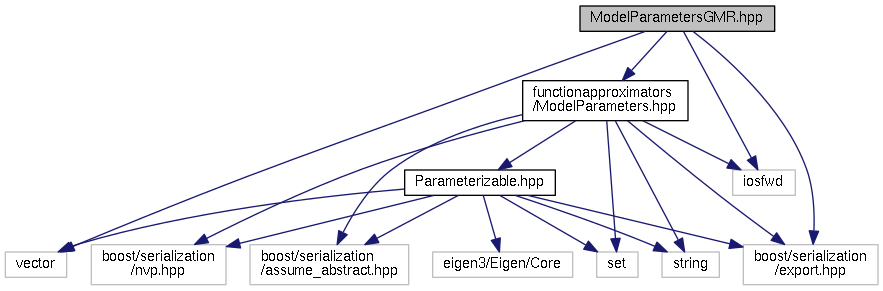 ModelParametersGMR.hpp
functionapproximators
/ModelParameters.hpp
Parameterizable.hpp
iosfwd
vector
boost/serialization
/nvp.hpp
boost/serialization
/assume_abstract.hpp
eigen3/Eigen/Core
set
string
boost/serialization
/export.hpp